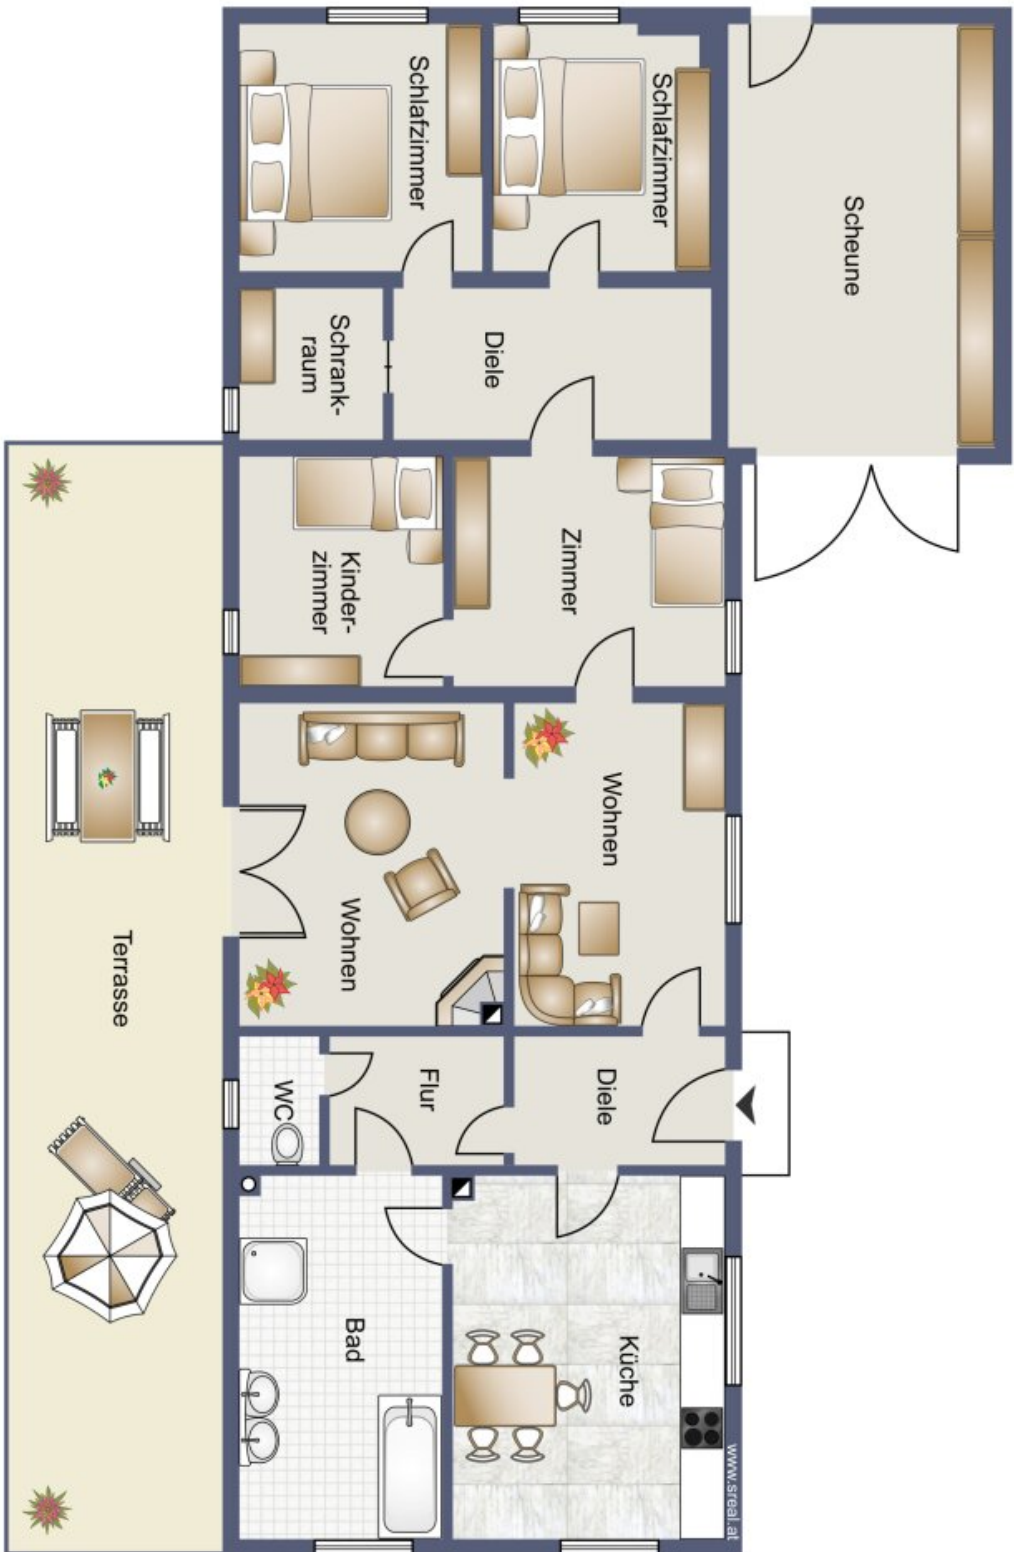 Schlafzimmer
Schlafzimmer
Scheune
Schrank-
raum
Diele
Kinder-
zimmer
Zimmer
Wohnen
Wohnen
Terrasse
WC
Flur
Diele
Bad
Küche
www.sreal.at